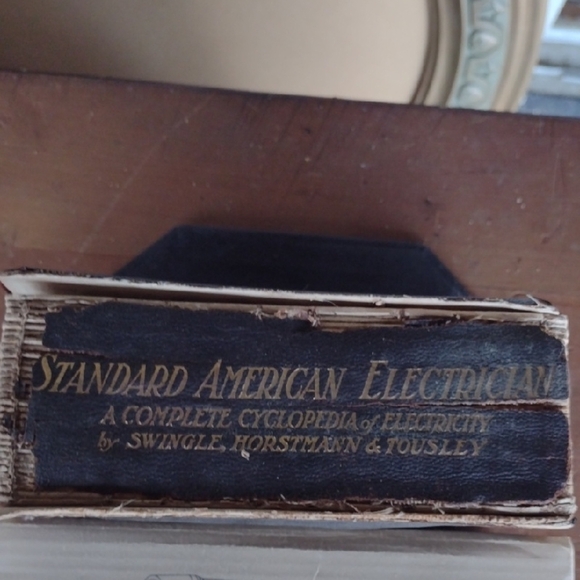 STANDARD AMERICAN ELECTRICIAN
A COMPLETE CYCLOPEDIA of ELECTRICITY
by SWINGLE, HORSTMANN & TOUSLEY